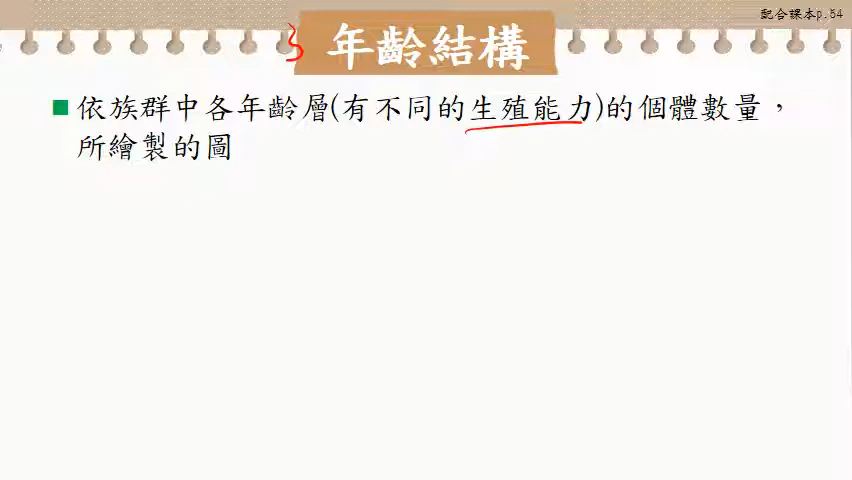 配合課本p.54
3 年齡結構
依族群中各年齡層(有不同的生殖能力)的個體數量，
所繪製的圖